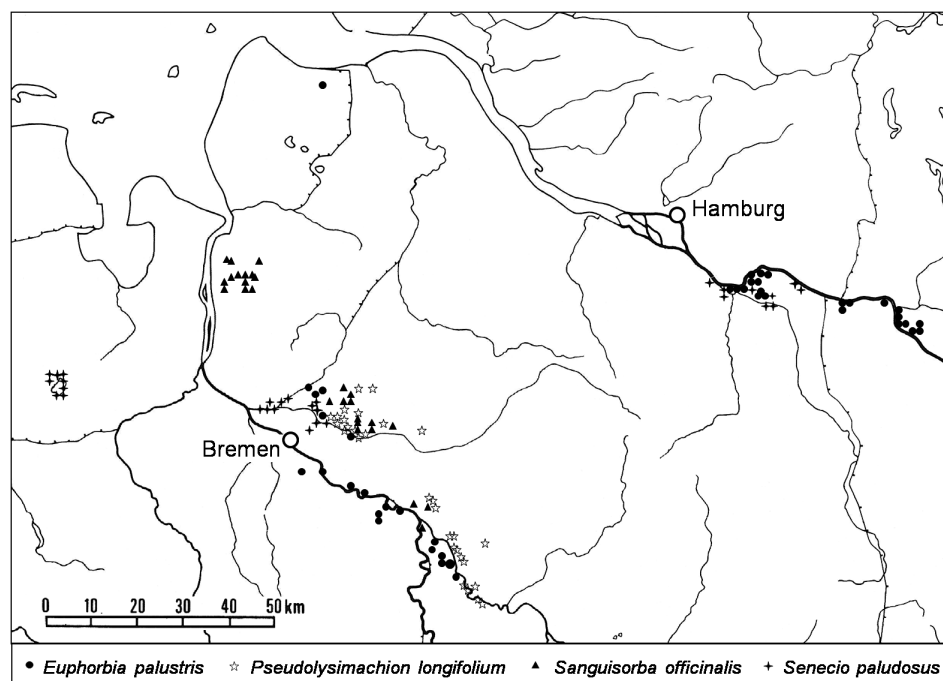 Hamburg
Bremen
0 10 20 30 40 50 km
Euphorbia palustris Pseudolysimachion longifolium Sanguisorba officinalis Senecio paludosus